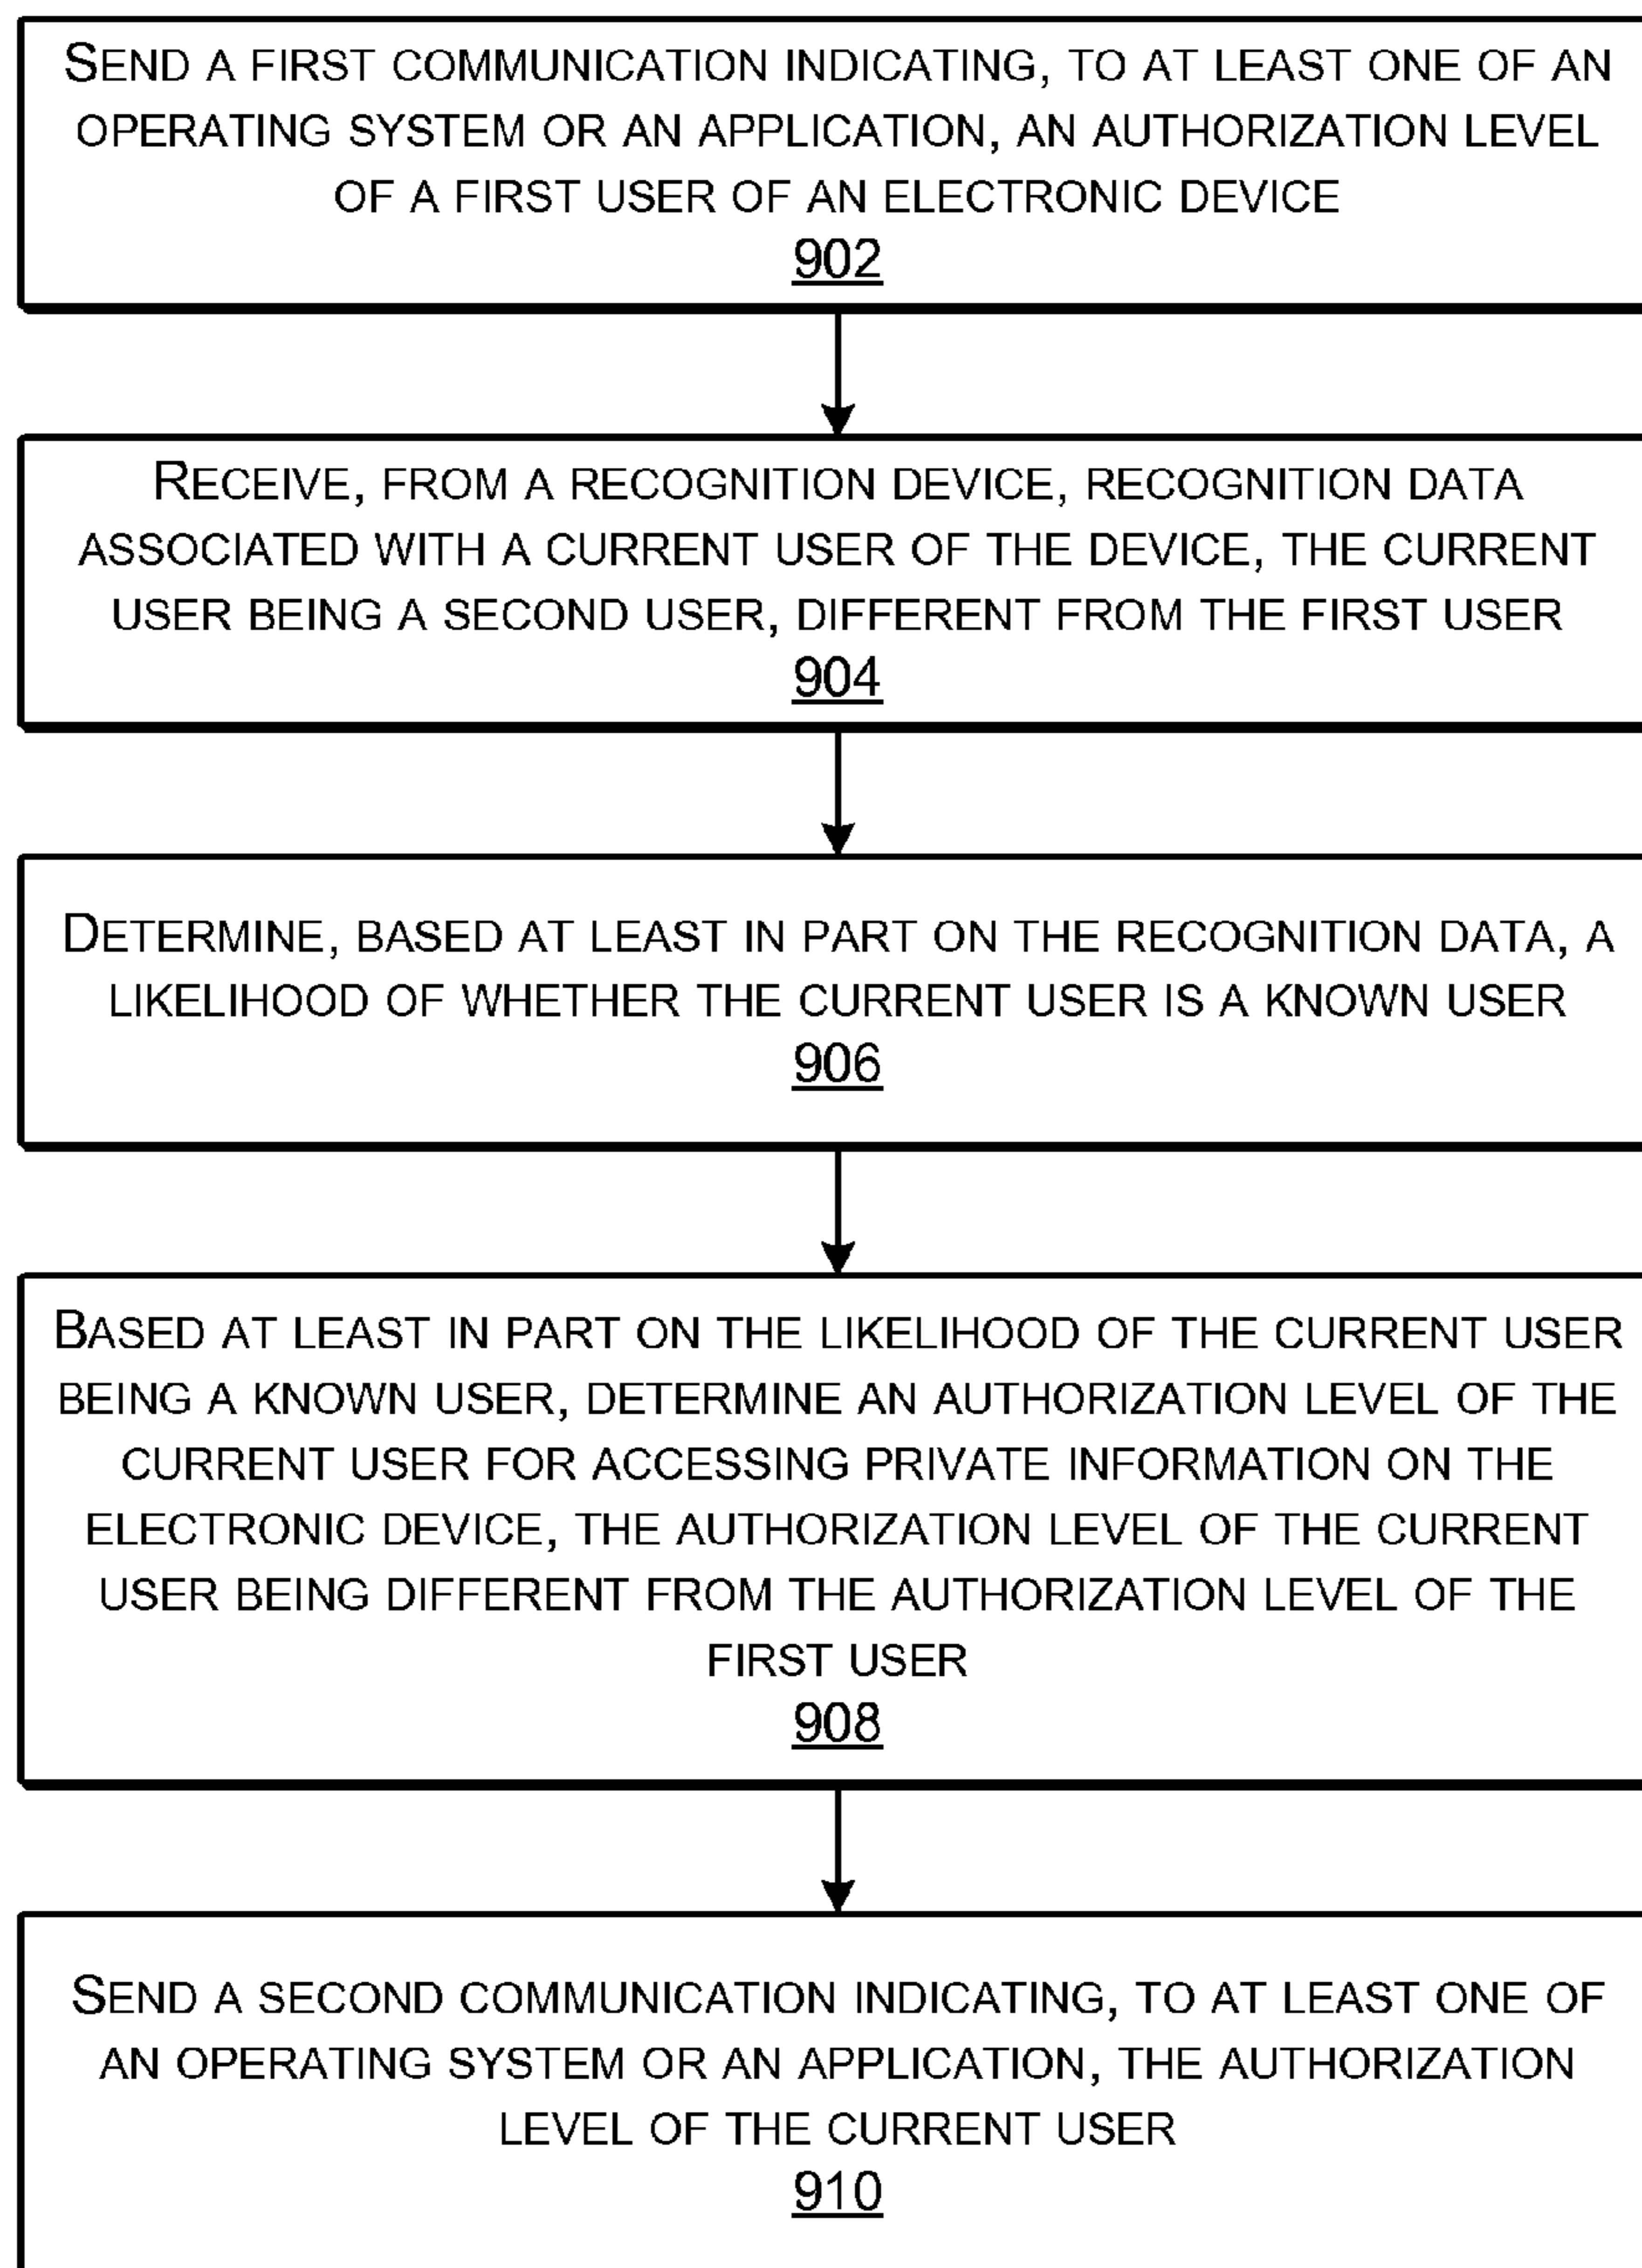 SEND A FIRST COMMUNICATION INDICATING, TO AT LEAST ONE OF AN
OPERATING SYSTEM OR AN APPLICATION, AN AUTHORIZATION LEVEL
OF A FIRST USER OF AN ELECTRONIC DEVICE
902
RECEIVE, FROM A RECOGNITION DEVICE, RECOGNITION DATA
ASSOCIATED WITH A CURRENT USER OF THE DEVICE, THE CURRENT
USER BEING A SECOND USER, DIFFERENT FROM THE FIRST USER
904
DETERMINE, BASED AT LEAST IN PART ON THE RECOGNITION DATA, A
LIKELIHOOD OF WHETHER THE CURRENT USER IS A KNOWN USER
906
BASED AT LEAST IN PART ON THE LIKELIHOOD OF THE CURRENT USER
BEING A KNOWN USER, DETERMINE AN AUTHORIZATION LEVEL OF THE
CURRENT USER FOR ACCESSING PRIVATE INFORMATION ON THE
ELECTRONIC DEVICE, THE AUTHORIZATION LEVEL OF THE CURRENT
USER BEING DIFFERENT FROM THE AUTHORIZATION LEVEL OF THE
FIRST USER
908
SEND A SECOND COMMUNICATION INDICATING, TO AT LEAST ONE OF
AN OPERATING SYSTEM OR AN APPLICATION, THE AUTHORIZATION
LEVEL OF THE CURRENT USER
910